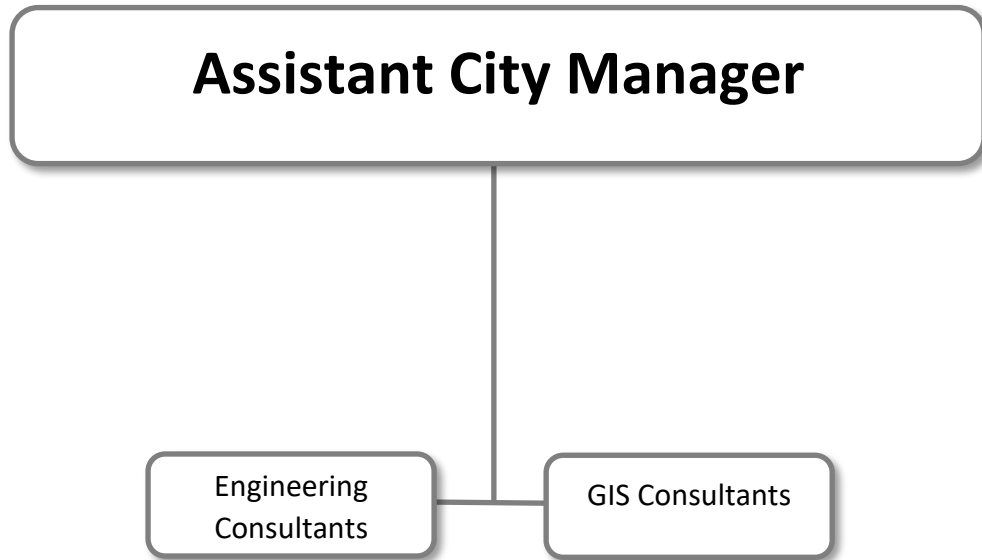 Assistant City Manager
Engineering
Consultants
GIS Consultants